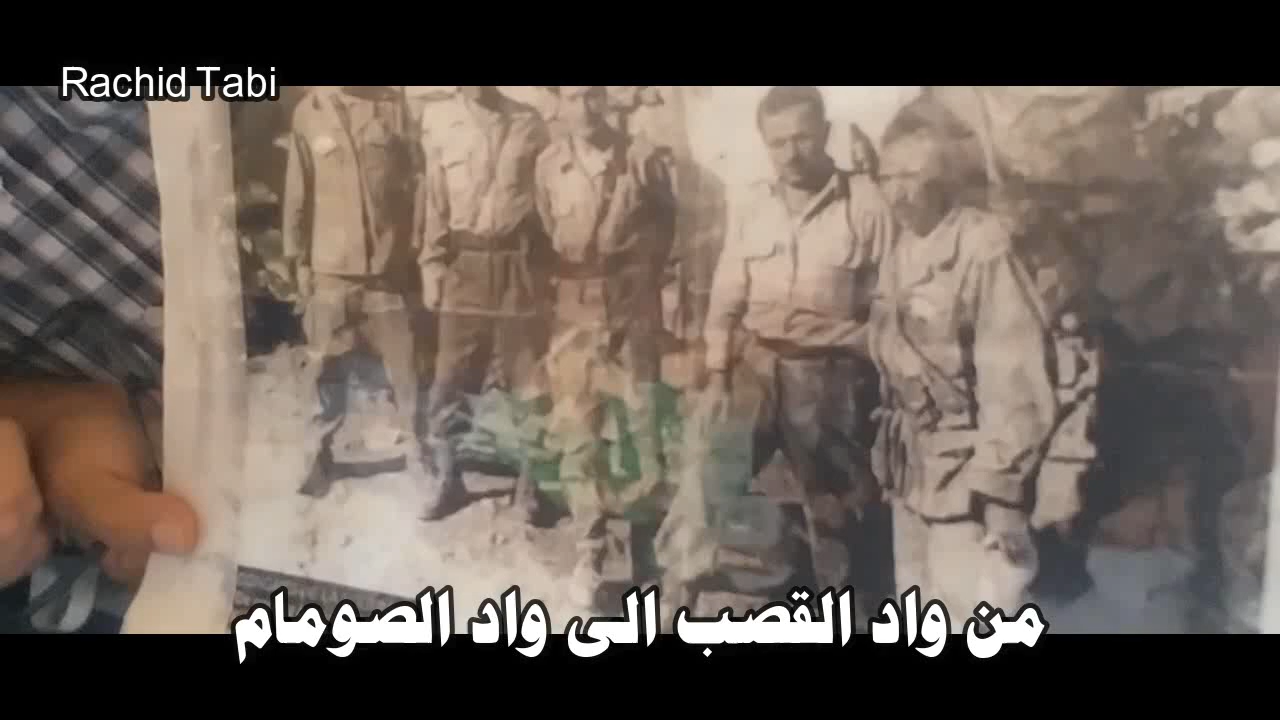 Rachid Tabi
من واد القصب الى واد الصومام